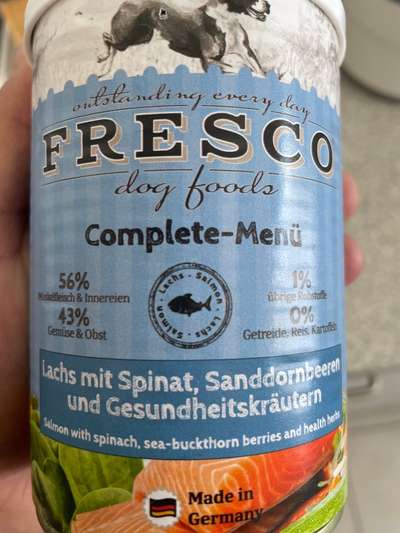 outstanding every day
FRESCO
dog foods
Complete-Menü
56%
Muskelfleisch & Innereien
43%
Gemüse & Obst
Lachs · Salmon · Lachs · Salmon ·
1%
übrige Rohstoffe
0%
Getreide, Reis, Kartoffeln
Lachs mit Spinat, Sanddornbeeren
und Gesundheitskräutern
Salmon with spinach, sea-buckthorn berries and health herbs
Made in
Germany